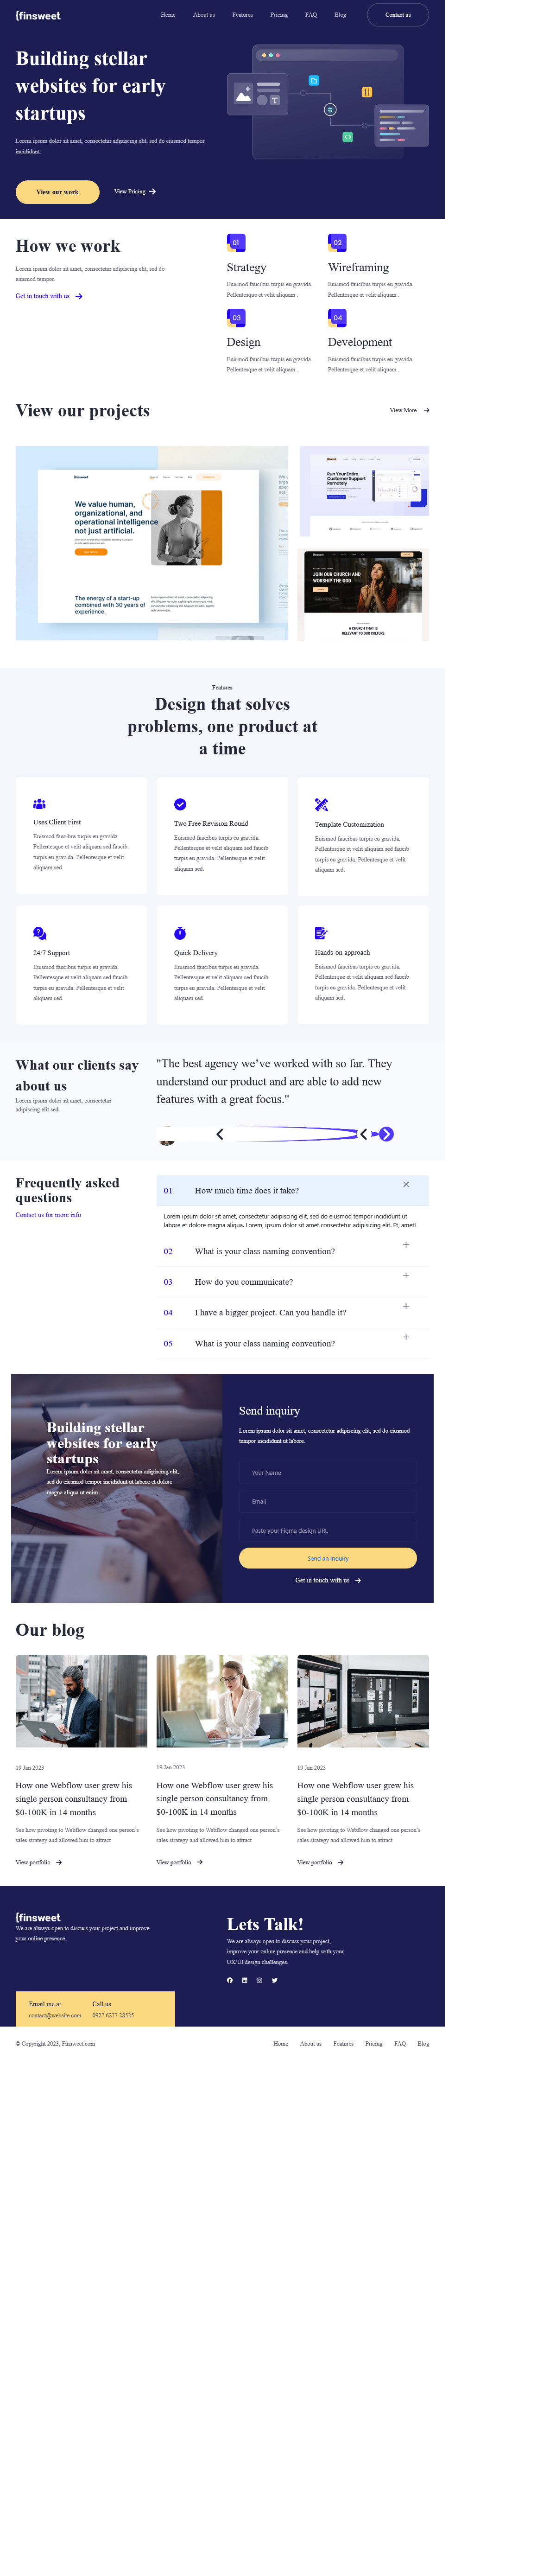 {finsweet
Home About us Features Pricing FAQ Blog Contact us
Building stellar
websites for early
startups
Lorem ipsum dolor sit amet, consectetur adipiscing elit, sed do eiusmod tempor
incididunt.
View our work
View Pricing
How we work
Lorem ipsum dolor sit amet, consectetur adipiscing elit, sed do
eiusmod tempor.
Get in touch with us
01
Strategy
Euismod faucibus turpis eu gravida.
Pellentesque et velit aliquam .
02
Wireframing
Euismod faucibus turpis eu gravida.
Pellentesque et velit aliquam .
03
Design
Euismod faucibus turpis eu gravida.
Pellentesque et velit aliquam .
04
Development
Euismod faucibus turpis eu gravida.
Pellentesque et velit aliquam .
View our projects
View More
We value human,
organizational, and
operational intelligence
not just artificial.
The energy of a start-up
combined with 30 years of
experience.
Run Your Entire
Customer Support
Remotely
JOIN OUR CHURCH AND
WORSHIP THE GOD
A CHURCH THAT IS
RELEVANT TO OUR CULTURE
Features
Design that solves
problems, one product at
a time
Uses Client First
Euismod faucibus turpis eu gravida.
Pellentesque et velit aliquam sed faucib
turpis eu gravida. Pellentesque et velit
aliquam sed.
Two Free Revision Round
Euismod faucibus turpis eu gravida.
Pellentesque et velit aliquam sed faucib
turpis eu gravida. Pellentesque et velit
aliquam sed.
Template Customization
Euismod faucibus turpis eu gravida.
Pellentesque et velit aliquam sed faucib
turpis eu gravida. Pellentesque et velit
aliquam sed.
24/7 Support
Euismod faucibus turpis eu gravida.
Pellentesque et velit aliquam sed faucib
turpis eu gravida. Pellentesque et velit
aliquam sed.
Quick Delivery
Euismod faucibus turpis eu gravida.
Pellentesque et velit aliquam sed faucib
turpis eu gravida. Pellentesque et velit
aliquam sed.
Hands-on approach
Euismod faucibus turpis eu gravida.
Pellentesque et velit aliquam sed faucib
turpis eu gravida. Pellentesque et velit
aliquam sed.
What our clients say
about us
Lorem ipsum dolor sit amet, consectetur
adipiscing elit sed.
"The best agency we’ve worked with so far. They
understand our product and are able to add new
features with a great focus."
Frequently asked
questions
Contact us for more info
01 How much time does it take?
Lorem ipsum dolor sit amet, consectetur adipiscing elit, sed do eiusmod tempor incididunt ut
labore et dolore magna aliqua. Lorem, ipsum dolor sit amet consectetur adipisicing elit. Et, amet!
02 What is your class naming convention?
03 How do you communicate?
04 I have a bigger project. Can you handle it?
05 What is your class naming convention?
Building stellar
websites for early
startups
Lorem ipsum dolor sit amet, consectetur adipiscing elit,
sed do eiusmod tempor incididunt ut labore et dolore
magna aliqua ut enim.
Send inquiry
Lorem ipsum dolor sit amet, consectetur adipiscing elit, sed do eiusmod
tempor incididunt ut labore.
Your Name
Email
Paste your Figma design URL
Send an Inquiry
Get in touch with us
Our blog
19 Jan 2023
How one Webflow user grew his
single person consultancy from
$0-100K in 14 months
See how pivoting to Webflow changed one person’s
sales strategy and allowed him to attract
View portfolio
19 Jan 2023
How one Webflow user grew his
single person consultancy from
$0-100K in 14 months
See how pivoting to Webflow changed one person’s
sales strategy and allowed him to attract
View portfolio
19 Jan 2023
How one Webflow user grew his
single person consultancy from
$0-100K in 14 months
See how pivoting to Webflow changed one person’s
sales strategy and allowed him to attract
View portfolio
{finsweet
We are always open to discuss your project and improve
your online presence.
Lets Talk!
We are always open to discuss your project,
improve your online presence and help with your
UX/UI design challenges.
Email me at
contact@website.com
Call us
0927 6277 28525
© Copyright 2023, Finsweet.com
Home About us Features Pricing FAQ Blog